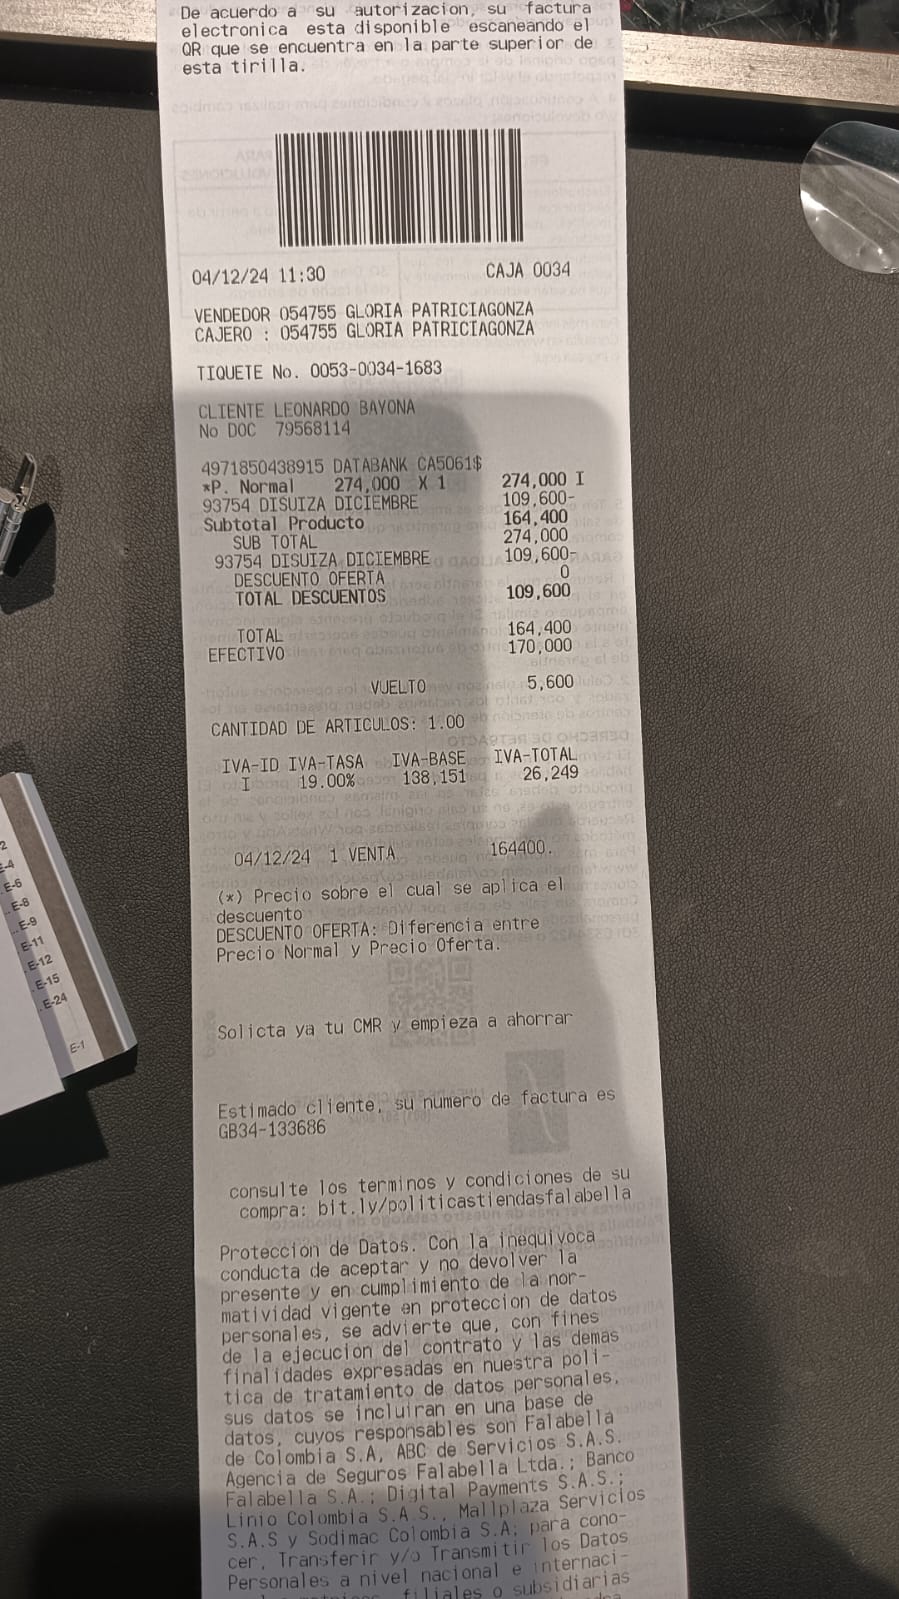 De acuerdo a su autorizacion, su factura
electronica esta disponible escaneando el
QR que se encuentra en la parte superior de
esta tirilla.
04/12/24 11:30 CAJA 0034
VENDEDOR 054755 GLORIA PATRICIAGONZA
CAJERO : 054755 GLORIA PATRICIAGONZA
TIQUETE No. 0053-0034-1683
CLIENTE LEONARDO BAYONA
No DOC 79568114
4971850438915 DATABANK CA5061$
*P. Normal 274,000 X 1 274,000 I
93754 DISUIZA DICIEMBRE 109,600-
Subtotal Producto 164,400
SUB TOTAL 274,000
93754 DISUIZA DICIEMBRE 109,600-
DESCUENTO OFERTA 0
TOTAL DESCUENTOS 109,600
TOTAL 164,400
EFECTIVO 170,000
VUELTO 5,600
CANTIDAD DE ARTICULOS: 1.00
IVA-ID IVA-TASA IVA-BASE IVA-TOTAL
I 19.00% 138,151 26,249
04/12/24 1 VENTA 164400.
(*) Precio sobre el cual se aplica el
descuento
DESCUENTO OFERTA: Diferencia entre
Precio Normal y Precio Oferta.
Solicta ya tu CMR y empieza a ahorrar
Estimado cliente, su numero de factura es
GB34-133686
consulte los terminos y condiciones de su
compra: bit.ly/politicastiendasfalabella
Proteccion de Datos. Con la inequivoca
conducta de aceptar y no devolver la
presente y en cumplimiento de la nor-
matividad vigente en proteccion de datos
personales, se advierte que, con fines
de la ejecucion del contrato y las demas
finalidades expresadas en nuestra poli-
tica de tratamiento de datos personales,
sus datos se incluiran en una base de
datos, cuyos responsables son Falabella
de Colombia S.A, ABC de Servicios S.A.S.
Agencia de Seguros Falabella Ltda.; Banco
Falabella S.A.; Digital Payments S.A.S.;
Linio Colombia S.A.S., Mallplaza Servicios
S.A.S y Sodimac Colombia S.A; para cono-
cer, Transferir y/o Transmitir los Datos
Personales a nivel nacional e internaci-
filiales o subsidiarias
E-4
E-6
E-8
E-9
E-11
E-12
E-15
E-24
E-1